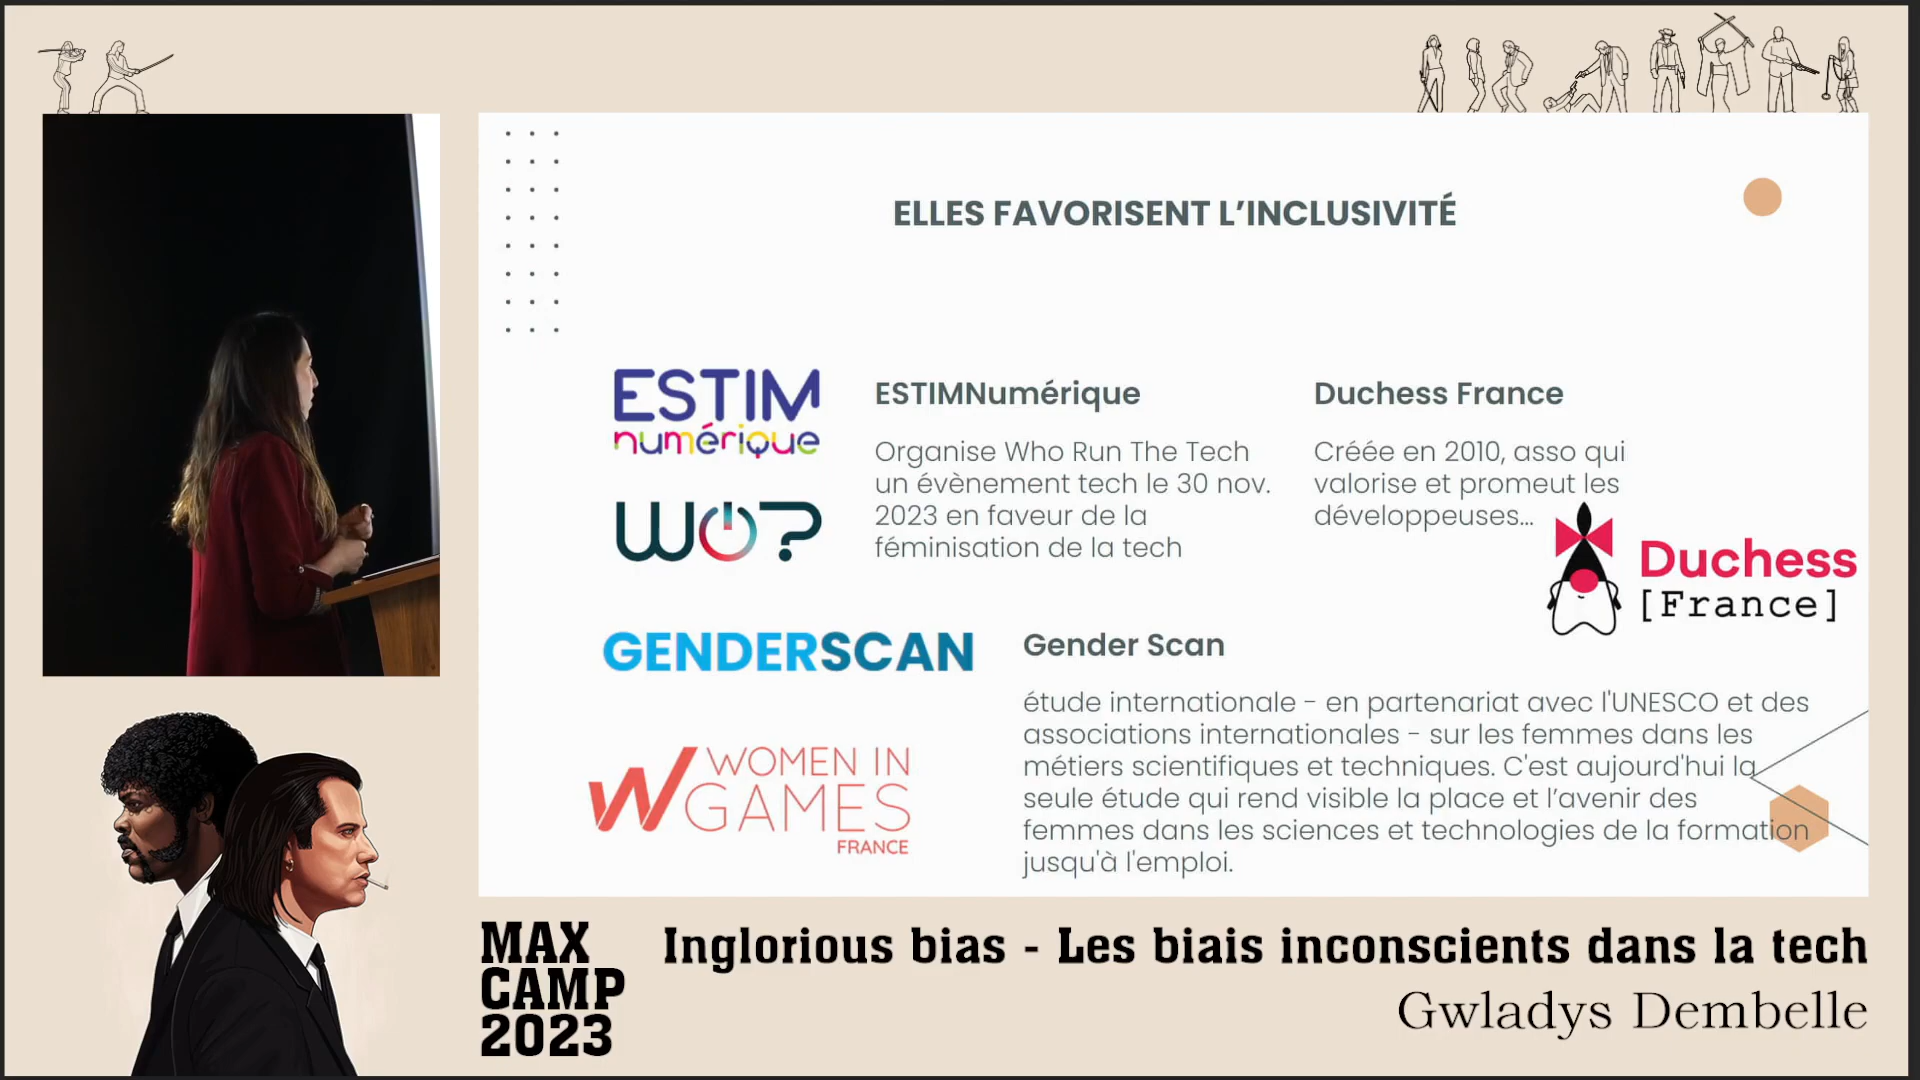 ELLES FAVORISENT L'INCLUSIVITÉ
ESTIM
numérique
WO?
ESTIMNumérique
Organise Who Run The Tech
un évènement tech le 30 nov.
2023 en faveur de la
féminisation de la tech
Duchess France
Créée en 2010, asso qui
valorise et promeut les
développeuses...
Duchess
[France]
GENDERSCAN
WOMEN IN
GAMES
FRANCE
Gender Scan
étude internationale - en partenariat avec l'UNESCO et des
associations internationales - sur les femmes dans les
métiers scientifiques et techniques. C'est aujourd'hui la
seule étude qui rend visible la place et l'avenir des
femmes dans les sciences et technologies de la formation
jusqu'à l'emploi.
MAX
CAMP
2023
Inglorious bias - Les biais inconscients dans la tech
Gwladys Dembelle